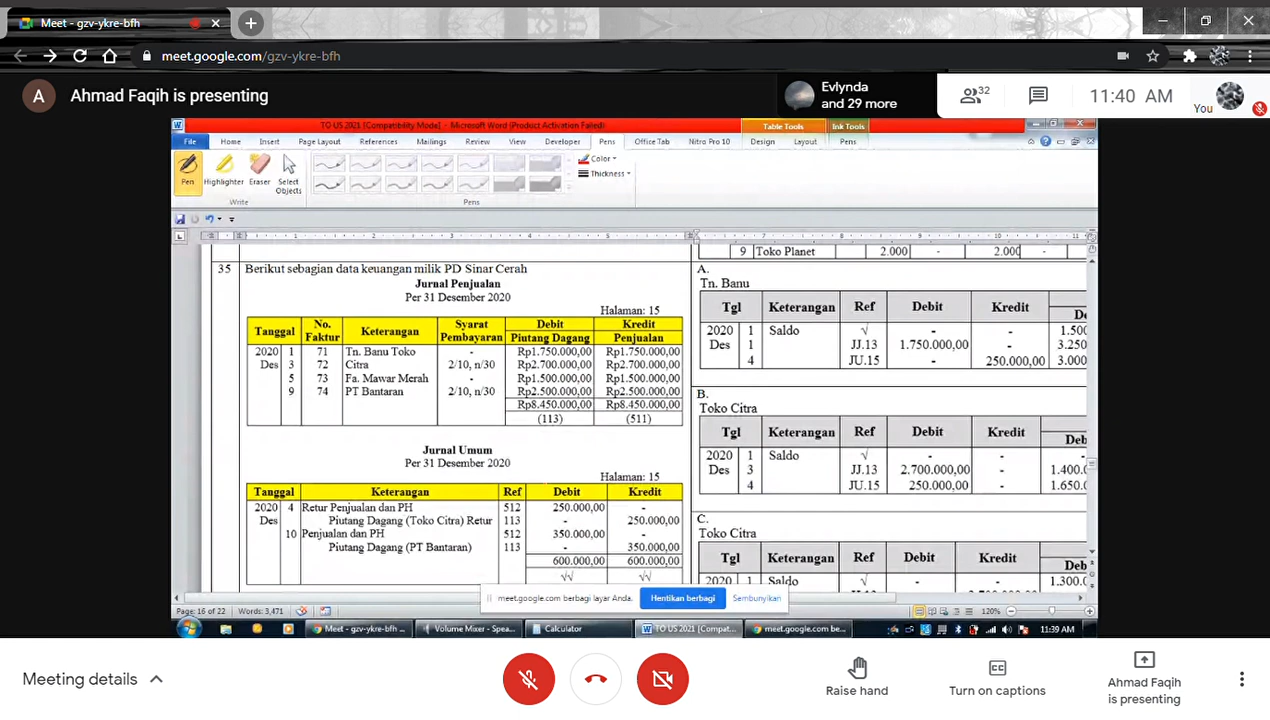 Meet - gzv-ykre-bfh
meet.google.com/gzv-ykre-bfh
A
Ahmad Faqih is presenting
Evlynda
and 29 more
32
11:40 AM
You
TO US 2021 [Compatibility Mode] - Microsoft Word (Product Activation Failed)
Table Tools
Ink Tools
File
Home
Insert
Page Layout
References
Mailings
Review
View
Developer
Pens
Office Tab
Nitro Pro 10
Design
Layout
Pens
Pen
Highlighter
Eraser
Select
Objects
Write
Color
Thickness
Pens
9 Toko Planet 2.000 - 2.000 -
35 Berikut sebagian data keuangan milik PD Sinar Cerah
Jurnal Penjualan
Per 31 Desember 2020
Halaman: 15
Tanggal No. Faktur Keterangan Syarat Pembayaran Debit Piutang Dagang Kredit Penjualan
2020 1 71 Tn. Banu Toko - Rp1.750.000,00 Rp1.750.000,00
Des 3 72 Citra 2/10, n/30 Rp2.700.000,00 Rp2.700.000,00
5 73 Fa. Mawar Merah - Rp1.500.000,00 Rp1.500.000,00
9 74 PT Bantaran 2/10, n/30 Rp2.500.000,00 Rp2.500.000,00
Rp8.450.000,00 Rp8.450.000,00
(113) (511)
Jurnal Umum
Per 31 Desember 2020
Halaman: 15
Tanggal Keterangan Ref Debit Kredit
2020 4 Retur Penjualan dan PH 512 250.000,00 -
Des Piutang Dagang (Toko Citra) Retur 113 - 250.000,00
10 Penjualan dan PH 512 350.000,00 -
Piutang Dagang (PT Bantaran) 113 - 350.000,00
600.000,00 600.000,00
√√ √√
A.
Tn. Banu
Tgl Keterangan Ref Debit Kredit De
2020 1 Saldo √ - - 1.500
Des 1 JJ.13 1.750.000,00 - 3.250
4 JU.15 - 250.000,00 3.000
B.
Toko Citra
Tgl Keterangan Ref Debit Kredit Deb
2020 1 Saldo √ - - -
Des 3 JJ.13 2.700.000,00 - 1.400.0
4 JU.15 250.000,00 - 1.650.0
C.
Toko Citra
Tgl Keterangan Ref Debit Kredit Deb
2020 1 Saldo √ - - 1.300.0
meet.google.com berbagi layar Anda.
Hentikan berbagi
Sembunyikan
Page: 16 of 22
Words: 3,471
120%
Meet - gzv-ykre-bfh ...
Volume Mixer - Spea...
Calculator
TO US 2021 [Compat...
meet.google.com be...
11:39 AM
Meeting details
Raise hand
Turn on captions
Ahmad Faqih
is presenting